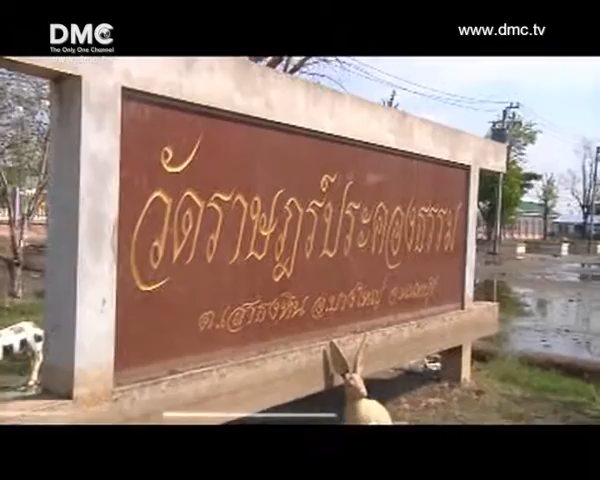 DMC
The Only One Channel
www.dmc.tv
วัดราษฎร์ประคองธรรม
ต.เสาธงหิน อ.บางใหญ่ จ.นนทบุรี